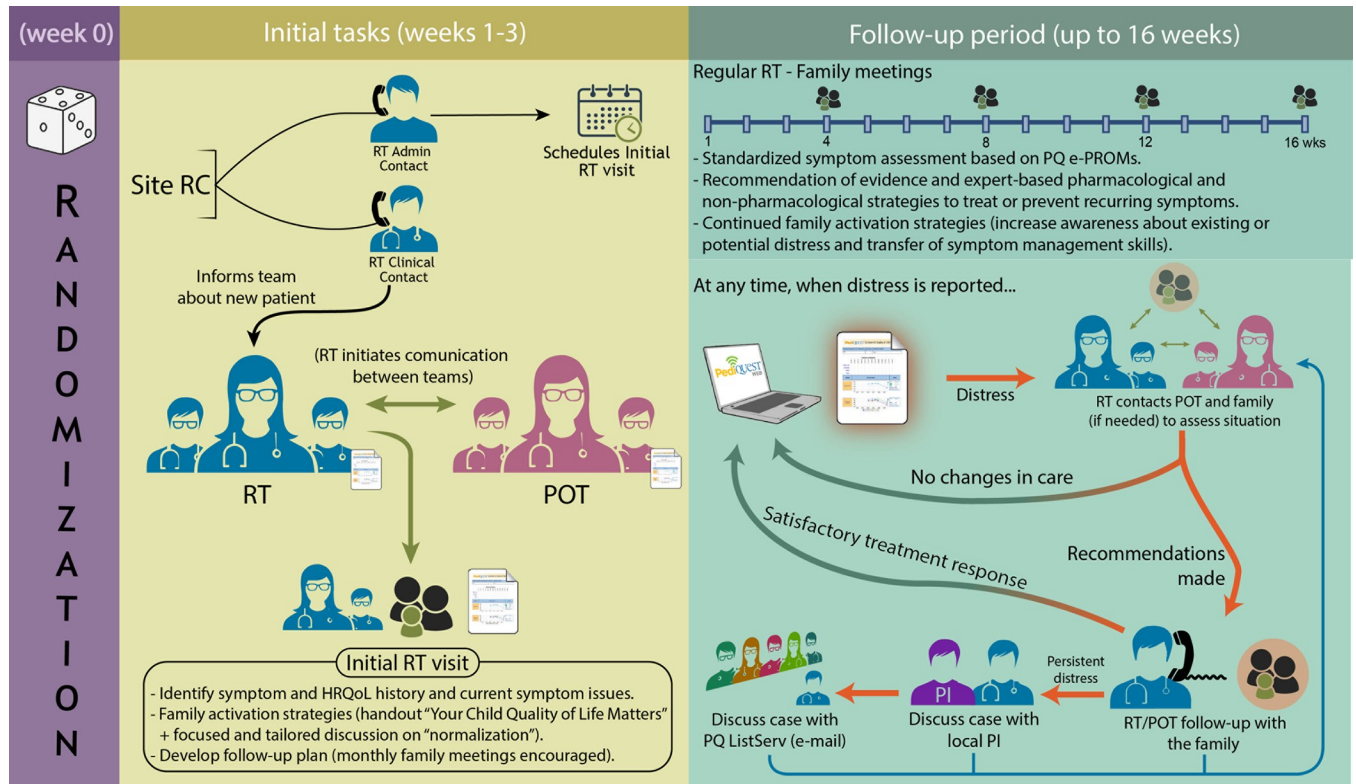 (week 0)
RANDOMIZATION
Initial tasks (weeks 1-3)
Site RC
RT Admin
Contact
Schedules Initial
RT visit
RT Clinical
Contact
Informs team
about new patient
(RT initiates comunication
between teams)
RT
POT
Initial RT visit
- Identify symptom and HRQoL history and current symptom issues.
- Family activation strategies (handout “Your Child Quality of Life Matters”
+ focused and tailored discussion on “normalization”).
- Develop follow-up plan (monthly family meetings encouraged).
Follow-up period (up to 16 weeks)
Regular RT - Family meetings
1 4 8 12 16 wks
- Standardized symptom assessment based on PQ e-PROMs.
- Recommendation of evidence and expert-based pharmacological and
non-pharmacological strategies to treat or prevent recurring symptoms.
- Continued family activation strategies (increase awareness about existing or
potential distress and transfer of symptom management skills).
At any time, when distress is reported...
PediQUEST
WEB
Distress
RT contacts POT and family
(if needed) to assess situation
No changes in care
Satisfactory treatment response
Recommendations
made
Persistent
distress
PI
Discuss case with
PQ ListServ (e-mail)
Discuss case with
local PI
RT/POT follow-up with
the family